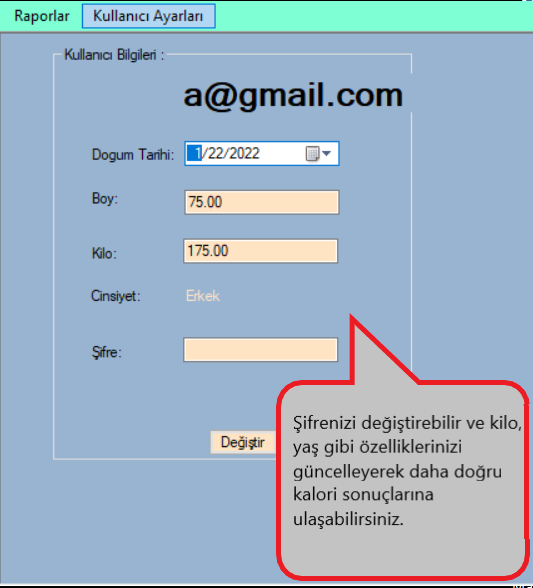 Raporlar Kullanıcı Ayarları
Kullanıcı Bilgileri :
a@gmail.com
Dogum Tarihi: 1/22/2022
Boy: 75.00
Kilo: 175.00
Cinsiyet: Erkek
Şifre:
Değiştir
Şifrenizi değiştirebilir ve kilo,
yaş gibi özelliklerinizi
güncelleyerek daha doğru
kalori sonuçlarına
ulaşabilirsiniz.